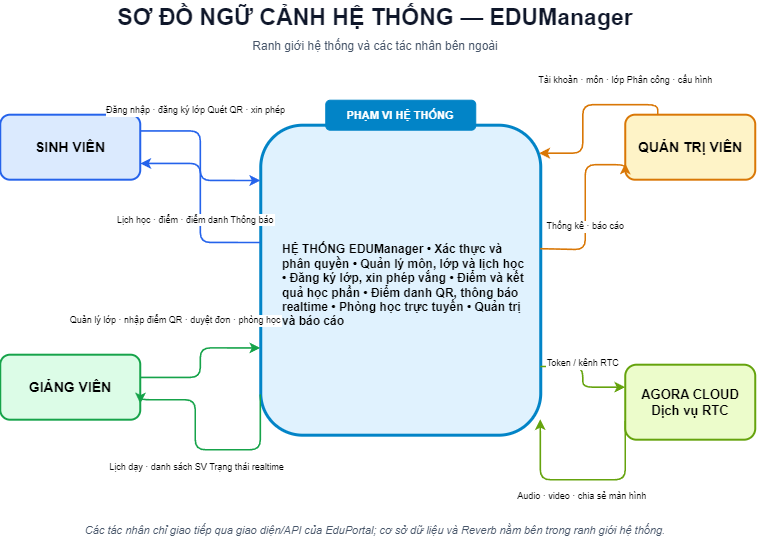 SƠ ĐỒ NGỮ CẢNH HỆ THỐNG — EDUManager
Ranh giới hệ thống và các tác nhân bên ngoài
Tài khoản · môn · lớp Phân công · cấu hình
Đăng nhập · đăng ký lớp Quét QR · xin phép
PHẠM VI HỆ THỐNG
SINH VIÊN
QUẢN TRỊ VIÊN
Lịch học · điểm · điểm danh Thông báo
Thống kê · báo cáo
HỆ THỐNG EDUManager • Xác thực và
phân quyền • Quản lý môn, lớp và lịch học
• Đăng ký lớp, xin phép vắng • Điểm và kết
quả học phần • Điểm danh QR, thông báo
realtime • Phòng học trực tuyến • Quản trị
và báo cáo
Quản lý lớp · nhập điểm QR · duyệt đơn · phòng học
Token / kênh RTC
GIẢNG VIÊN
AGORA CLOUD
Dịch vụ RTC
Lịch dạy · danh sách SV Trạng thái realtime
Audio · video · chia sẻ màn hình
Các tác nhân chỉ giao tiếp qua giao diện/API của EduPortal; cơ sở dữ liệu và Reverb nằm bên trong ranh giới hệ thống.